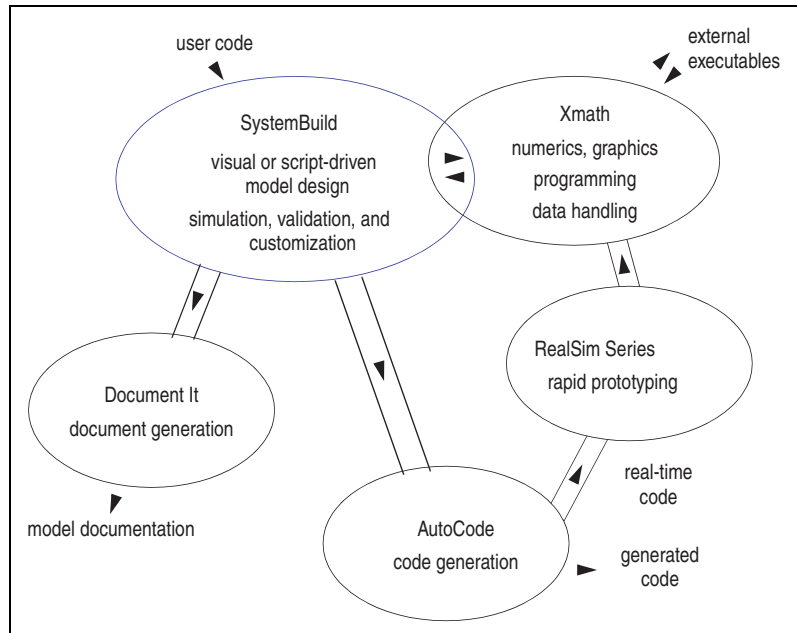 user code
external
executables
SystemBuild
visual or script-driven
model design
simulation, validation, and
customization
Xmath
numerics, graphics
programming
data handling
RealSim Series
rapid prototyping
Document It
document generation
real-time
code
model documentation
AutoCode
code generation
generated
code